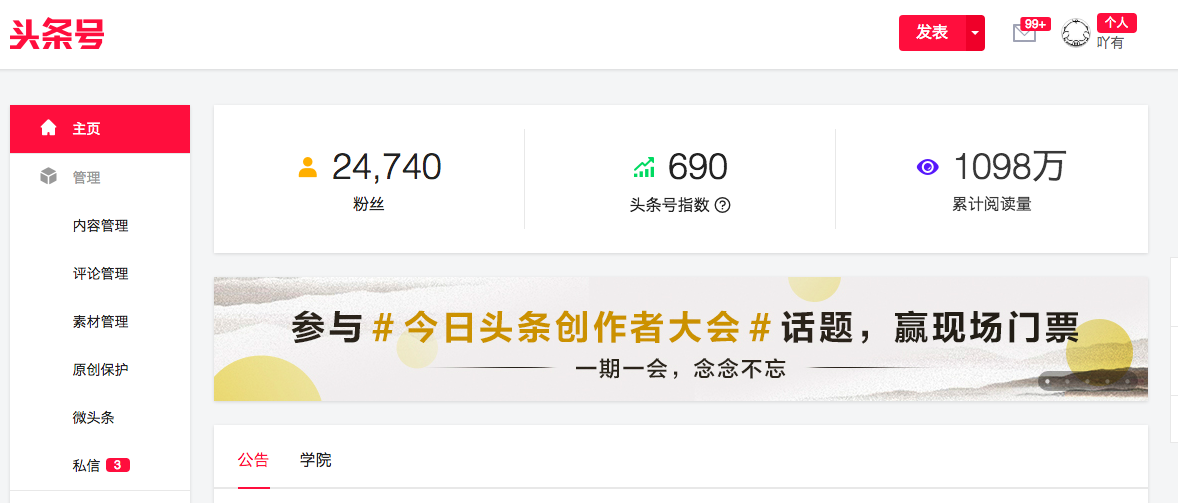 头条号
发表
99+
个人
吖有
主页
管理
内容管理
评论管理
素材管理
原创保护
微头条
私信 3
24,740
粉丝
690
头条号指数 ?
1098万
累计阅读量
参与#今日头条创作者大会#话题，赢现场门票
一期一会，念念不忘
公告 学院